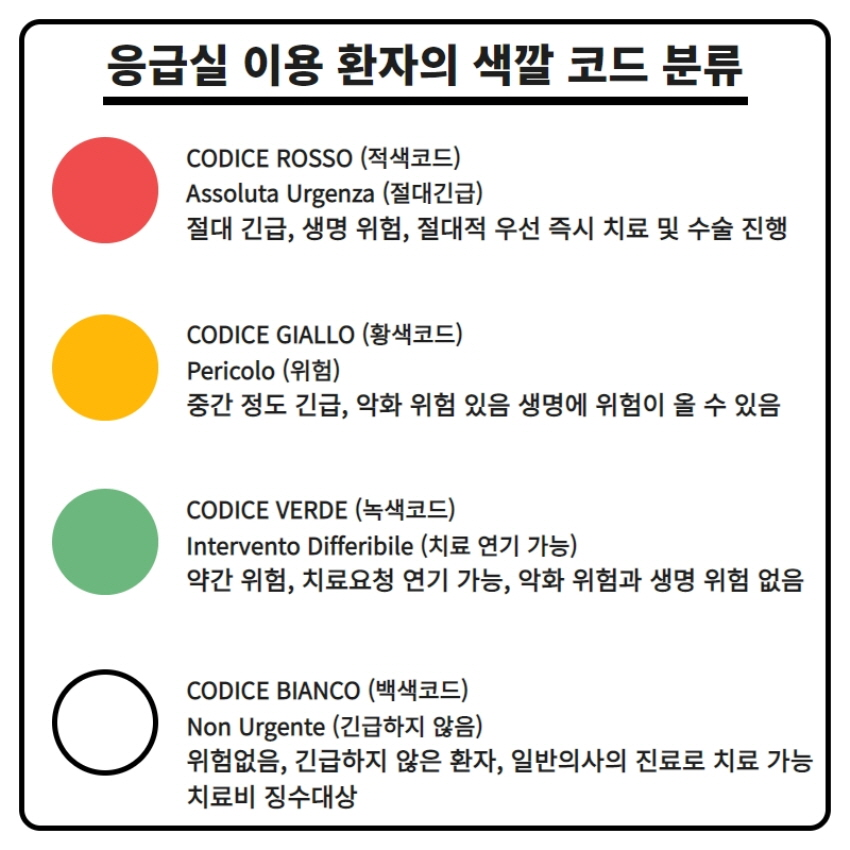 응급실 이용 환자의 색깔 코드 분류
CODICE ROSSO (적색코드)
Assoluta Urgenza (절대긴급)
절대 긴급, 생명 위험, 절대적 우선 즉시 치료 및 수술 진행
CODICE GIALLO (황색코드)
Pericolo (위험)
중간 정도 긴급, 악화 위험 있음 생명에 위험이 올 수 있음
CODICE VERDE (녹색코드)
Intervento Differibile (치료 연기 가능)
약간 위험, 치료요청 연기 가능, 악화 위험과 생명 위험 없음
CODICE BIANCO (백색코드)
Non Urgente (긴급하지 않음)
위험없음, 긴급하지 않은 환자, 일반의사의 진료로 치료 가능
치료비 징수대상